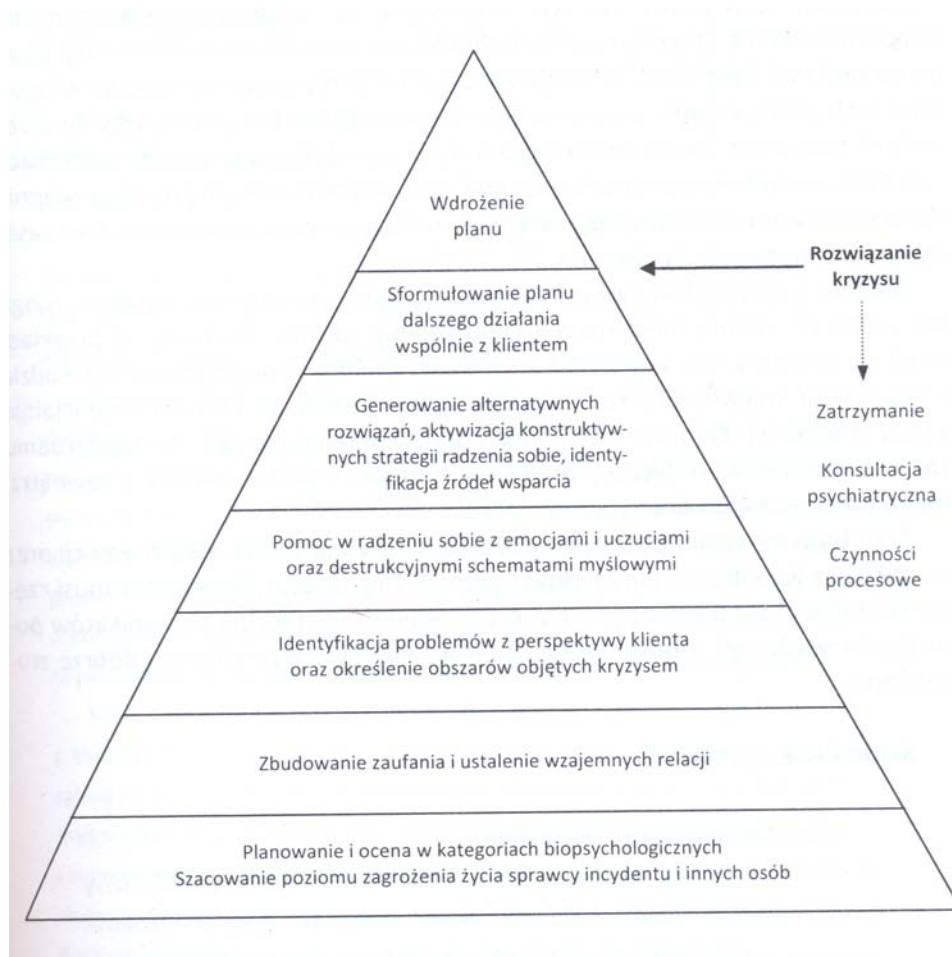 Wdrożenie
planu
Rozwiązanie
kryzysu
Sformułowanie planu
dalszego działania
wspólnie z klientem
Generowanie alternatywnych
rozwiązań, aktywizacja konstruktyw-
nych strategii radzenia sobie, identy-
fikacja źródeł wsparcia
Zatrzymanie
Konsultacja
psychiatryczna
Pomoc w radzeniu sobie z emocjami i uczuciami
oraz destrukcyjnymi schematami myślowymi
Czynności
procesowe
Identyfikacja problemów z perspektywy klienta
oraz określenie obszarów objętych kryzysem
Zbudowanie zaufania i ustalenie wzajemnych relacji
Planowanie i ocena w kategoriach biopsychologicznych
Szacowanie poziomu zagrożenia życia sprawcy incydentu i innych osób